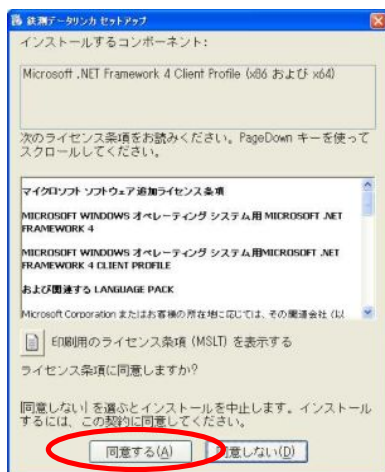 鉄測データリンカ セットアップ
インストールするコンポーネント:
Microsoft .NET Framework 4 Client Profile (x86 および x64)
次のライセンス条項をお読みください。PageDown キーを使って
スクロールしてください。
マイクロソフト ソフトウェア追加ライセンス条項
MICROSOFT WINDOWS オペレーティング システム用 MICROSOFT .NET
FRAMEWORK 4
MICROSOFT WINDOWS オペレーティング システム用MICROSOFT .NET
FRAMEWORK 4 CLIENT PROFILE
および関連する LANGUAGE PACK
Microsoft Corporation またはお客様の所在地に応じては、その関連会社 (以
印刷用のライセンス条項 (MSLT) を表示する
ライセンス条項に同意しますか?
[同意しない] を選ぶとインストールを中止します。インストール
するには、この契約に同意してください。
同意する(A)
同意しない(D)